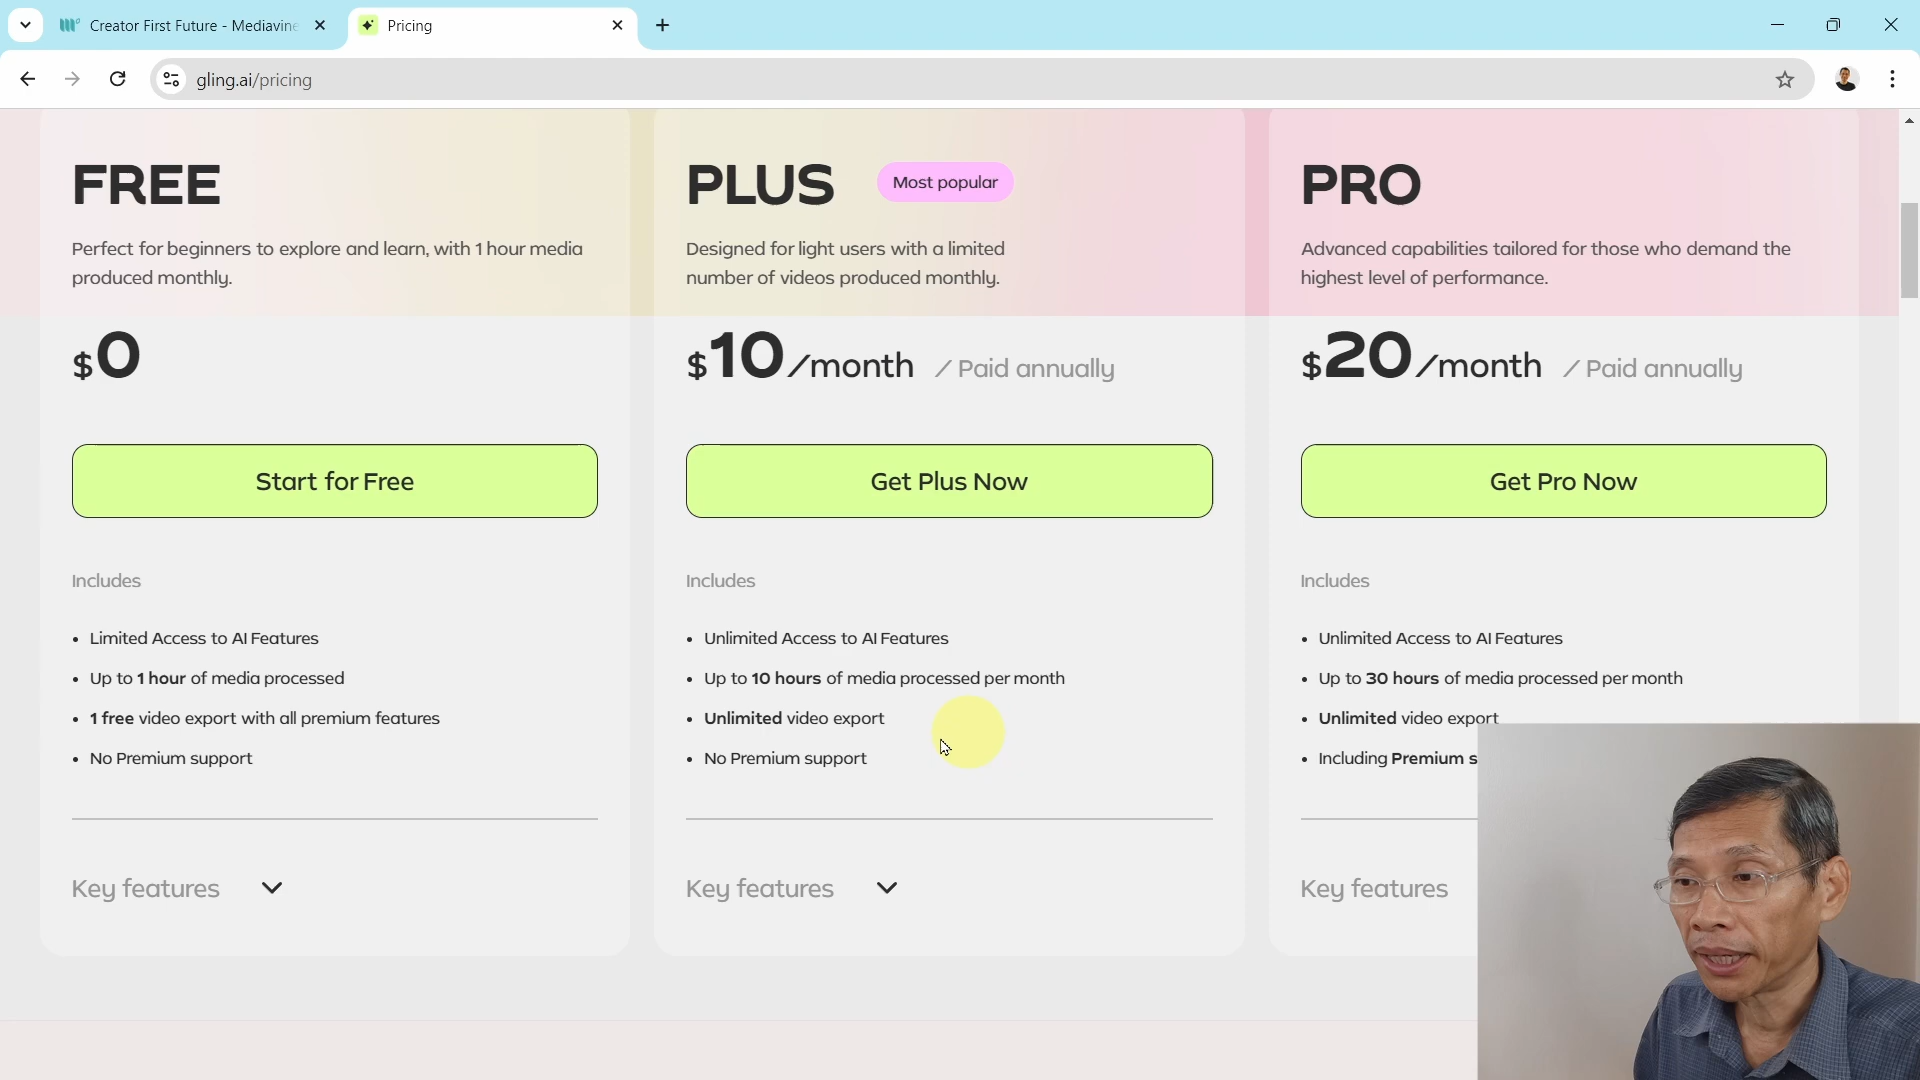 Creator First Future - Mediavine
Pricing
gling.ai/pricing
FREE
Perfect for beginners to explore and learn, with 1 hour media
produced monthly.
$0
Start for Free
Includes
• Limited Access to AI Features
• Up to 1 hour of media processed
• 1 free video export with all premium features
• No Premium support
Key features
PLUS
Most popular
Designed for light users with a limited
number of videos produced monthly.
$10/month / Paid annually
Get Plus Now
Includes
• Unlimited Access to AI Features
• Up to 10 hours of media processed per month
• Unlimited video export
• No Premium support
Key features
PRO
Advanced capabilities tailored for those who demand the
highest level of performance.
$20/month / Paid annually
Get Pro Now
Includes
• Unlimited Access to AI Features
• Up to 30 hours of media processed per month
• Unlimited video export
• Including Premium s
Key features